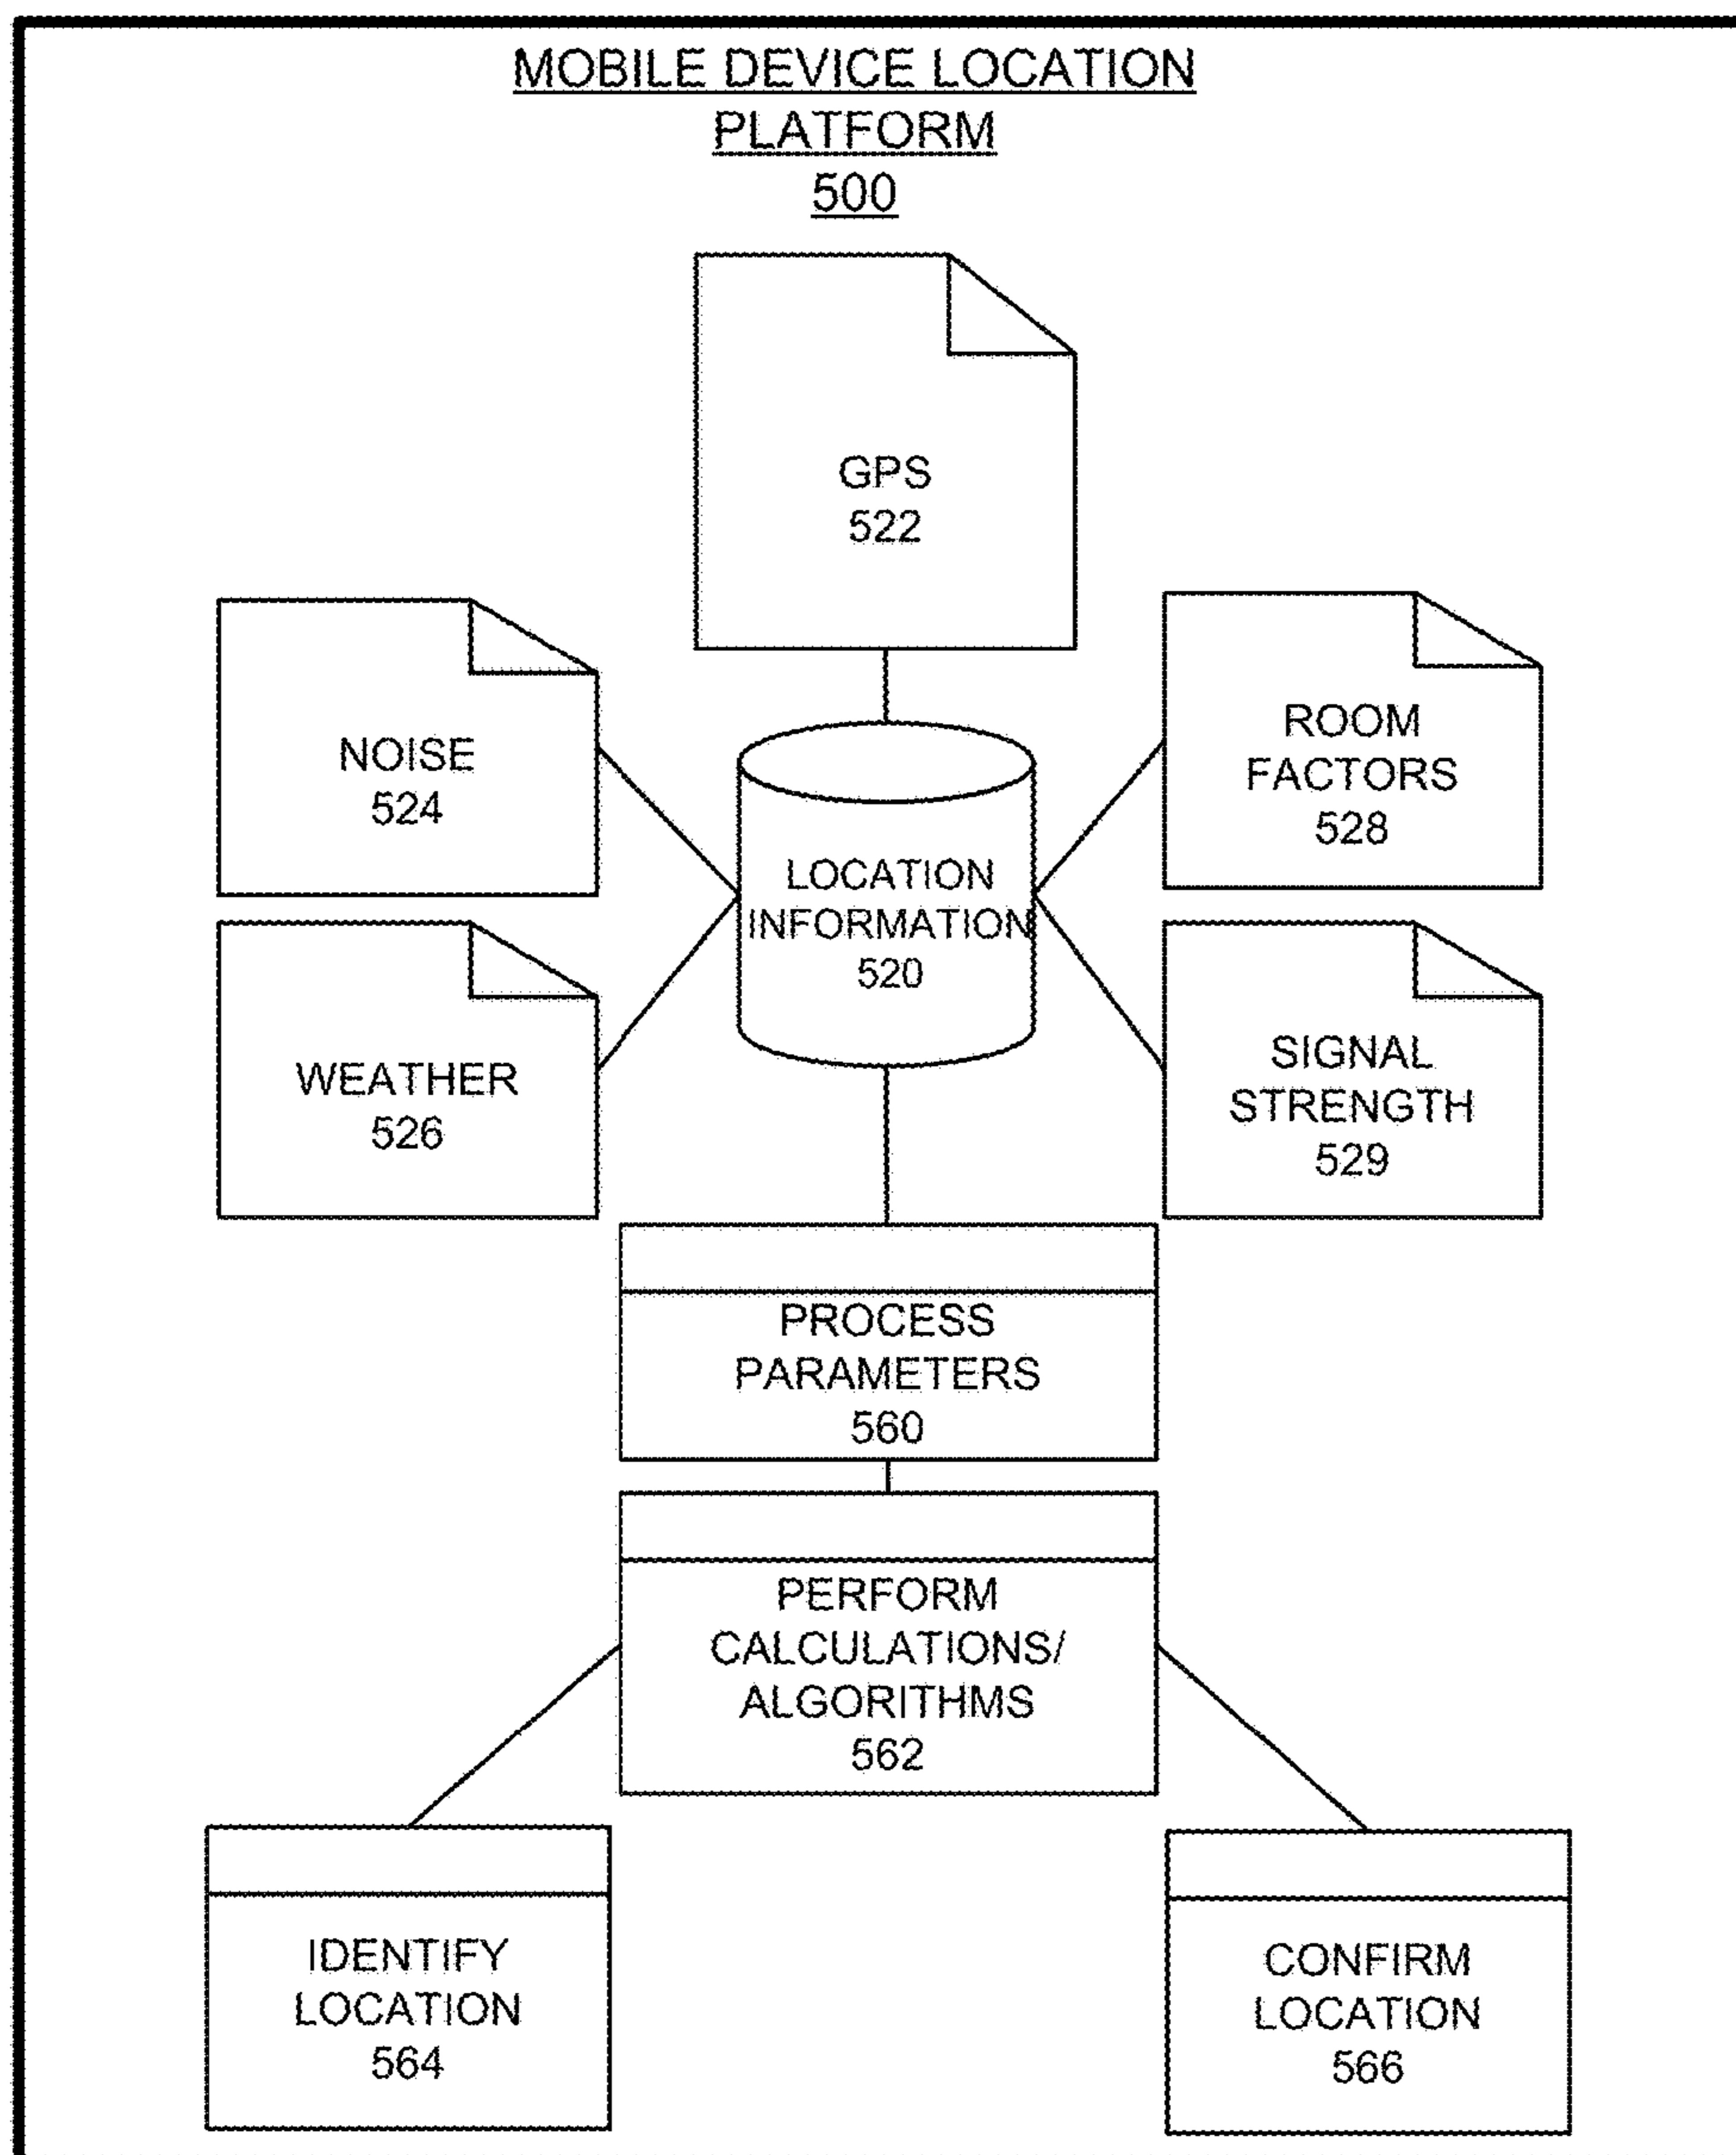 MOBILE DEVICE LOCATION
PLATFORM
500
GPS
522
NOISE
524
ROOM
FACTORS
528
LOCATION
INFORMATION
520
WEATHER
526
SIGNAL
STRENGTH
529
PROCESS
PARAMETERS
560
PERFORM
CALCULATIONS/
ALGORITHMS
562
IDENTIFY
LOCATION
564
CONFIRM
LOCATION
566